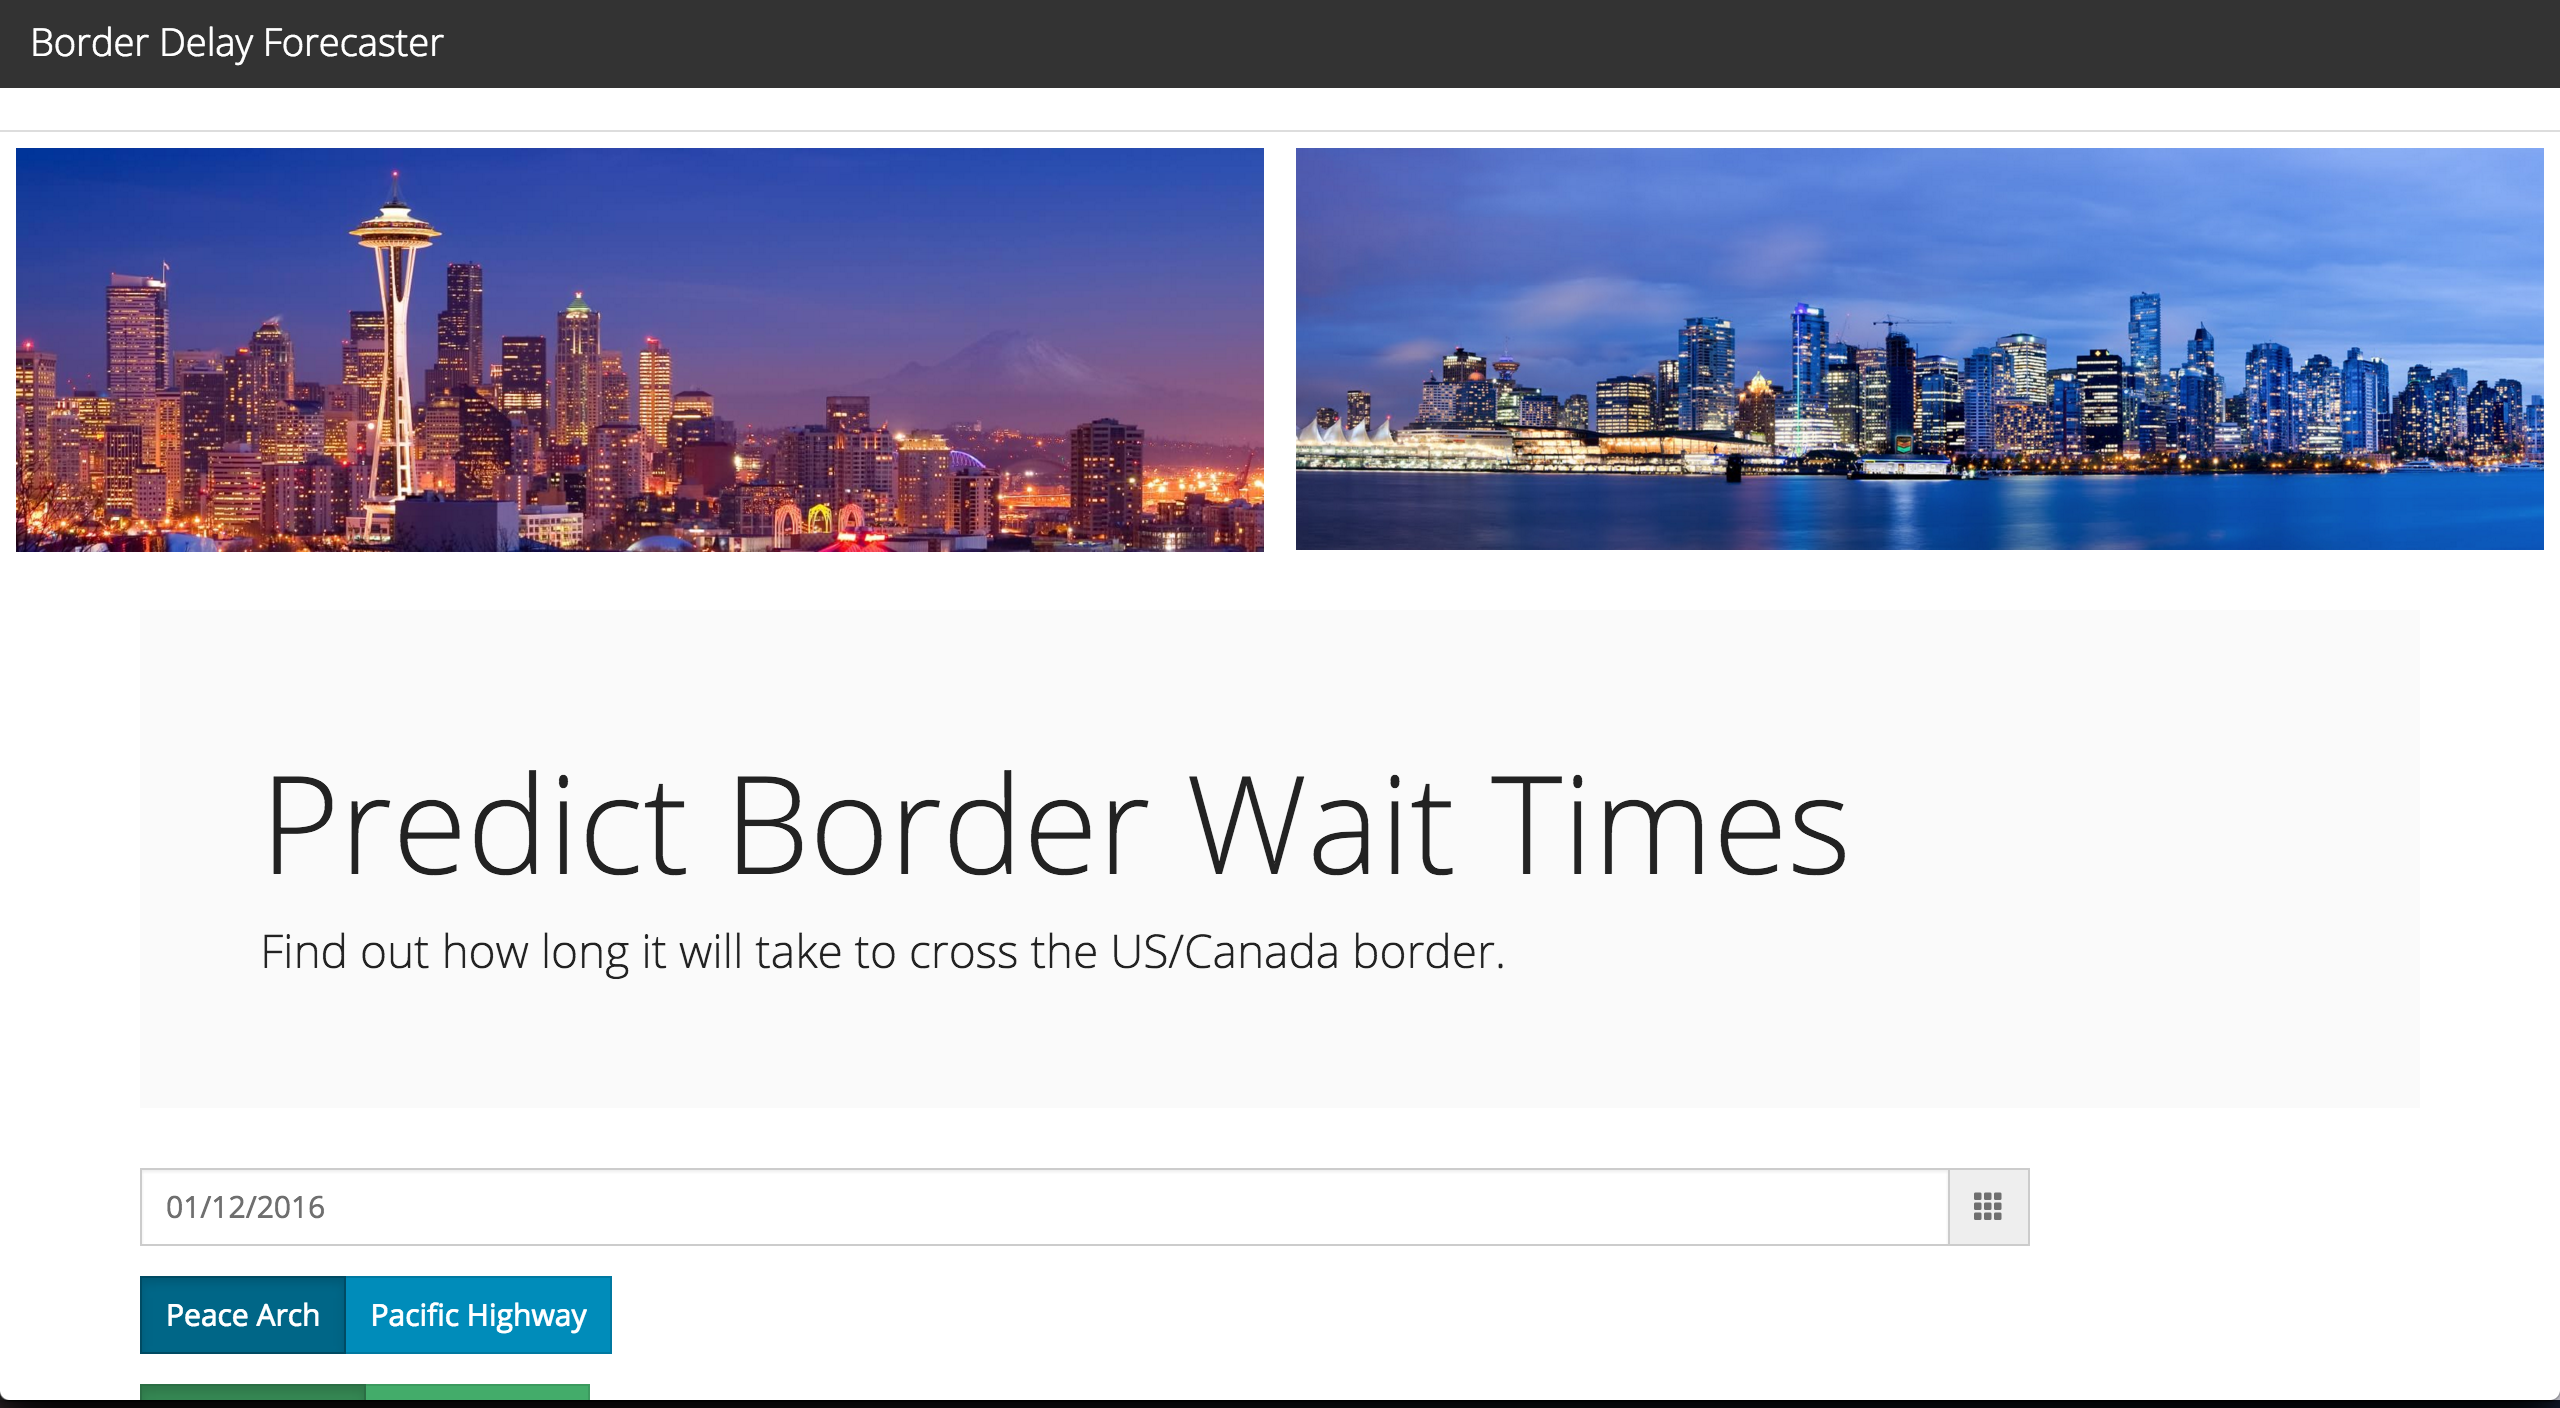 Border Delay Forecaster
Predict Border Wait Times
Find out how long it will take to cross the US/Canada border.
01/12/2016
Peace Arch
Pacific Highway